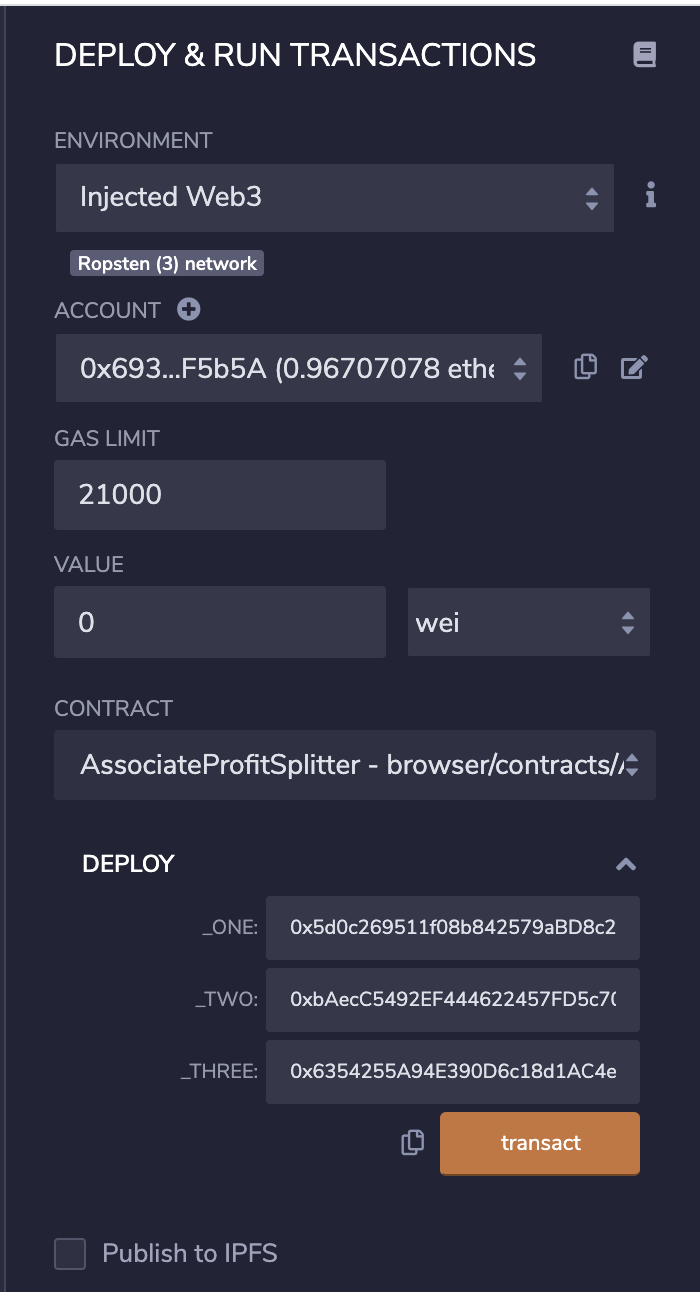 DEPLOY & RUN TRANSACTIONS
ENVIRONMENT
Injected Web3
Ropsten (3) network
ACCOUNT
0x693...F5b5A (0.96707078 ethe
GAS LIMIT
21000
VALUE
0 wei
CONTRACT
AssociateProfitSplitter - browser/contracts/A
DEPLOY
_ONE: 0x5d0c269511f08b842579aBD8c2
_TWO: 0xbAecC5492EF444622457FD5c70
_THREE: 0x6354255A94E390D6c18d1AC4e
transact
Publish to IPFS